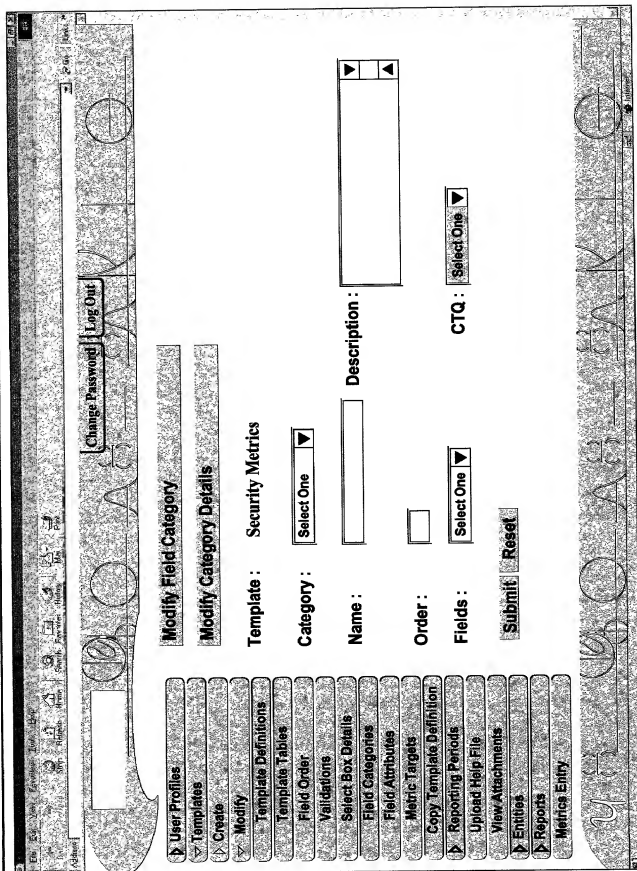 Change Password
Log Out
User Profiles
Templates
Create
Modify
Template Definitions
Template Tables
Field Order
Validations
Select Box Details
Field Categories
Field Attributes
Metric Targets
Copy Template Definition
Reporting Periods
Upload Help File
View Attachments
Entities
Reports
Metrics Entry
Modify Field Category
Modify Category Details
Template : Security Metrics
Category : Select One
Name : Description :
Order :
Fields : Select One CTQ : Select One
Submit Reset